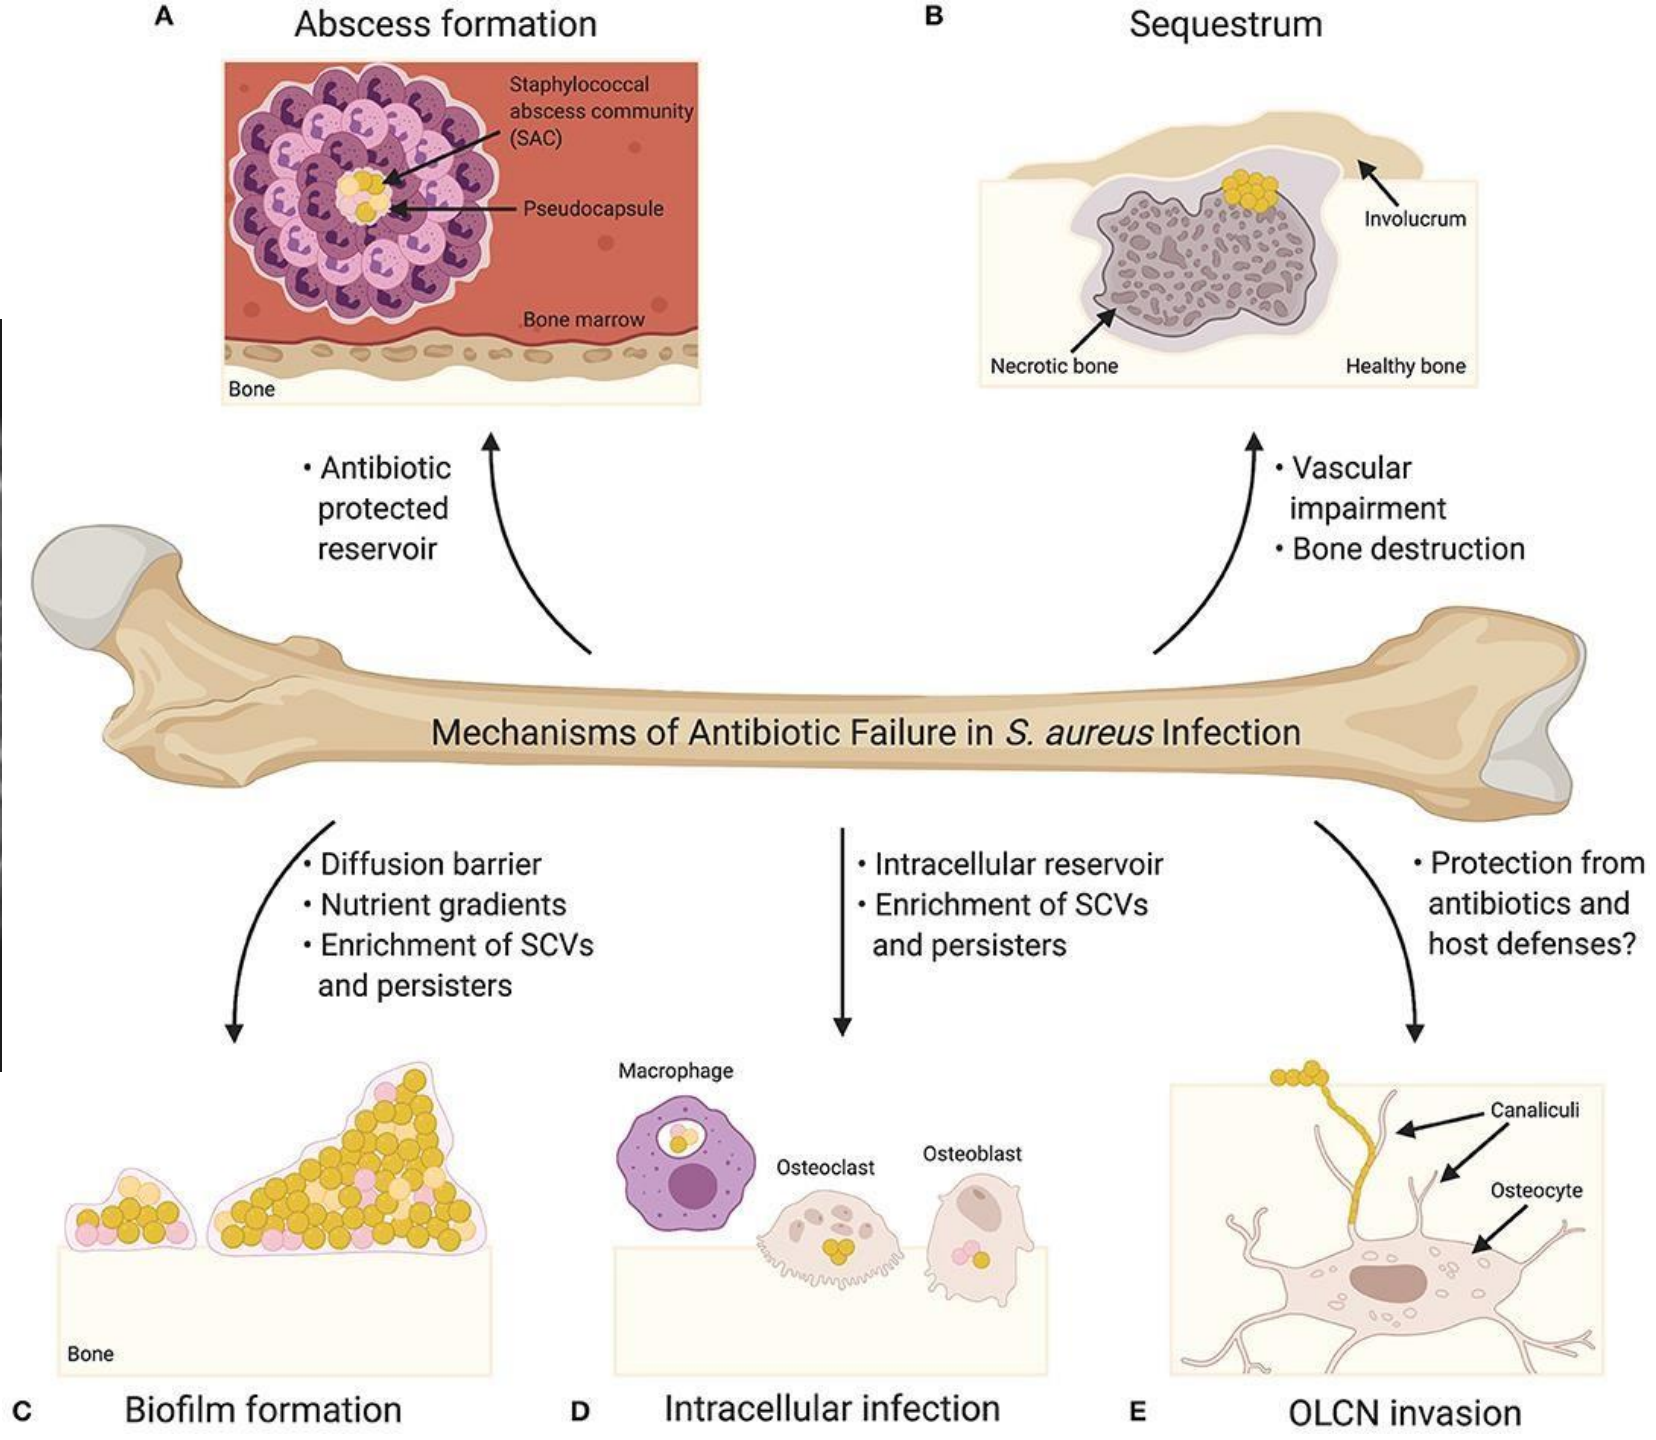 A
Abscess formation
Staphylococcal
abscess community
(SAC)
Pseudocapsule
Bone marrow
Bone
B
Sequestrum
Involucrum
Necrotic bone
Healthy bone
• Antibiotic
protected
reservoir
• Vascular
impairment
• Bone destruction
Mechanisms of Antibiotic Failure in S. aureus Infection
• Diffusion barrier
• Nutrient gradients
• Enrichment of SCVs
and persisters
• Intracellular reservoir
• Enrichment of SCVs
and persisters
• Protection from
antibiotics and
host defenses?
Bone
C
Biofilm formation
Macrophage
Osteoclast
Osteoblast
D
Intracellular infection
Canaliculi
Osteocyte
E
OLCN invasion